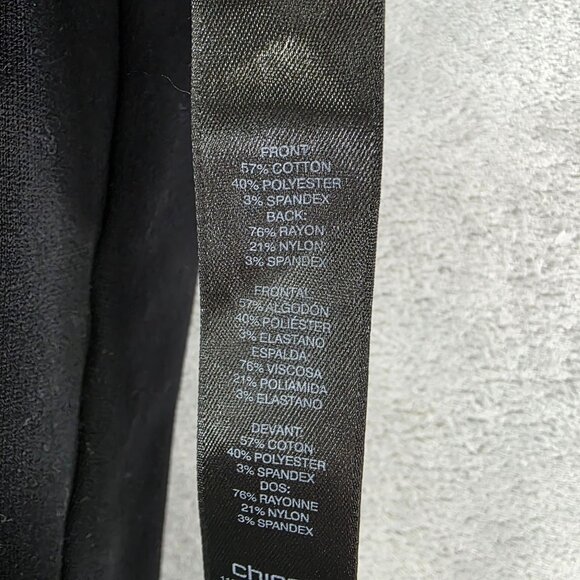 FRONT:
57% COTTON
40% POLYESTER
3% SPANDEX
BACK:
76% RAYON
21% NYLON
3% SPANDEX
FRONTAL:
57% ALGODÓN
40% POLIÉSTER
3% ELASTANO
ESPALDA:
76% VISCOSA
21% POLIAMIDA
3% ELASTANO
DEVANT:
57% COTON
40% POLYESTER
3% SPANDEX
DOS:
76% RAYONNE
21% NYLON
3% SPANDEX